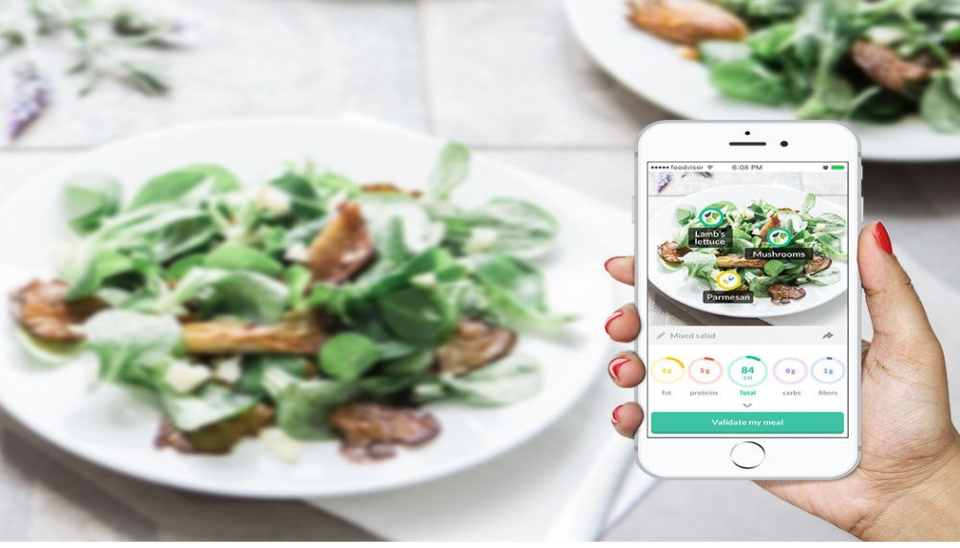 foodvisor 6:08 PM
Lamb's
lettuce
Mushrooms
Parmesan
Mixed salad
4g 5g 84 0g 1g
cal
fat proteins Total carbs fibers
Validate my meal